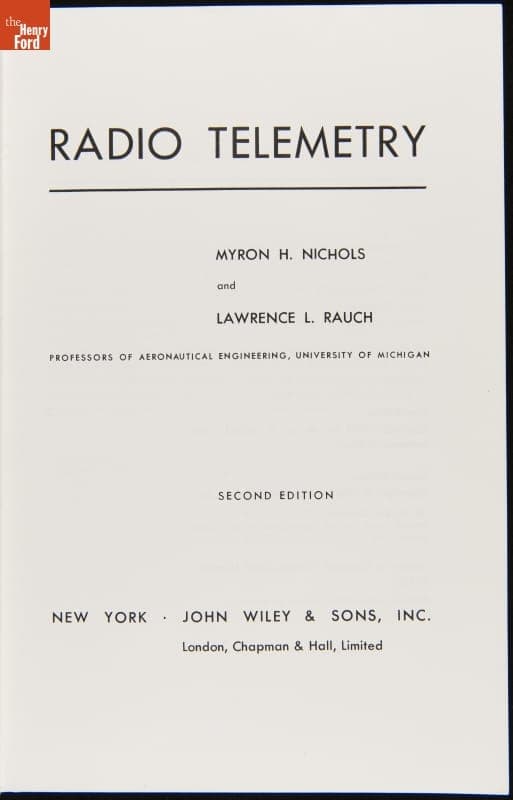 the
Henry
Ford
RADIO TELEMETRY
MYRON H. NICHOLS
and
LAWRENCE L. RAUCH
PROFESSORS OF AERONAUTICAL ENGINEERING, UNIVERSITY OF MICHIGAN
SECOND EDITION
NEW YORK · JOHN WILEY & SONS, INC.
London, Chapman & Hall, Limited